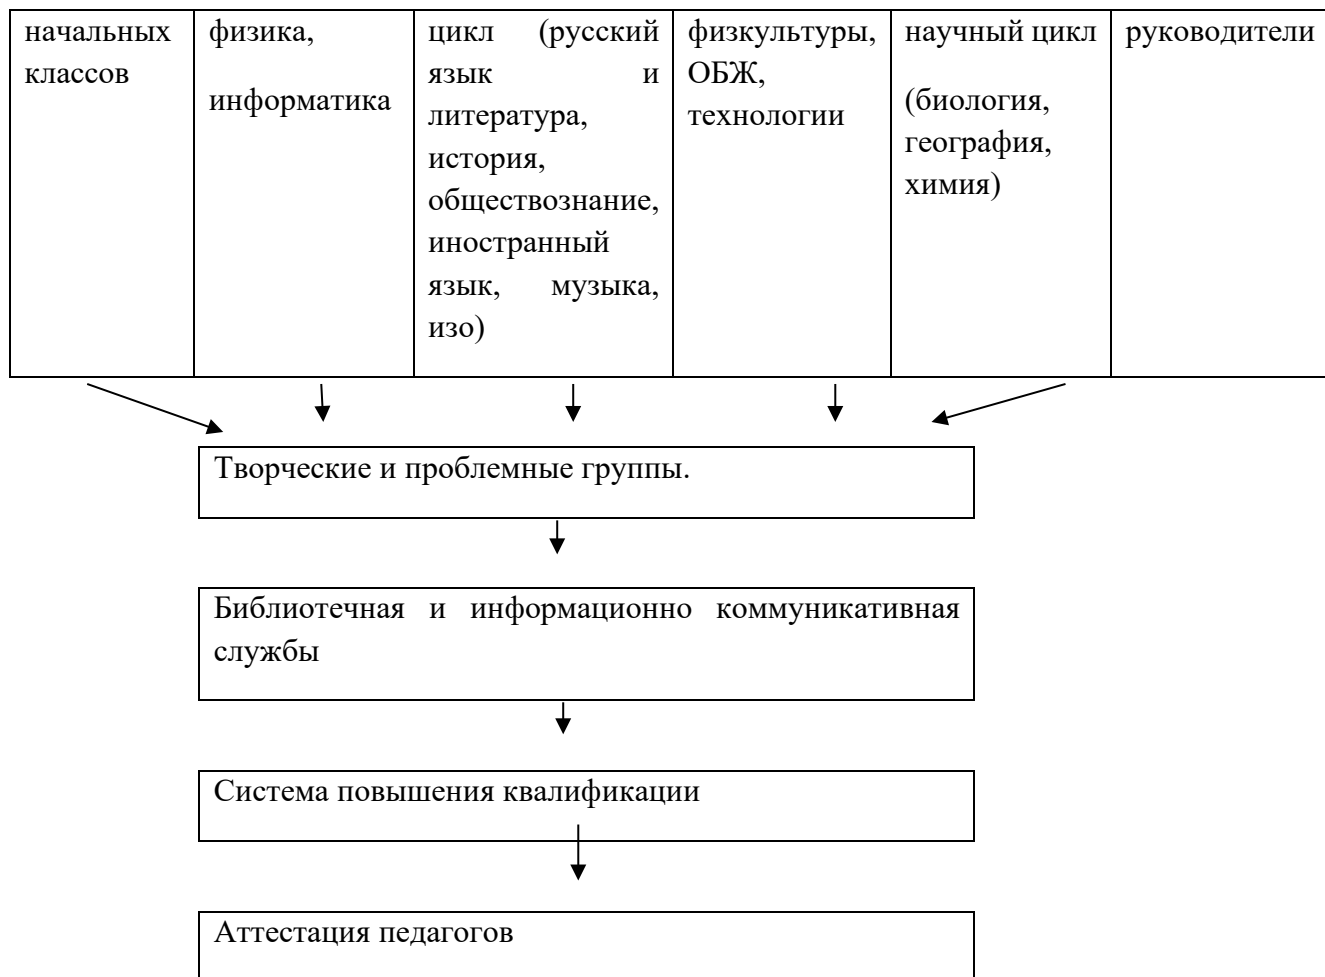 начальных
классов
физика,
информатика
цикл (русский
язык и
литература,
история,
обществознание,
иностранный
язык, музыка,
изо)
физкультуры,
ОБЖ,
технологии
научный цикл
(биология,
география,
химия)
руководители
Творческие и проблемные группы.
Библиотечная и информационно коммуникативная
службы
Система повышения квалификации
Аттестация педагогов